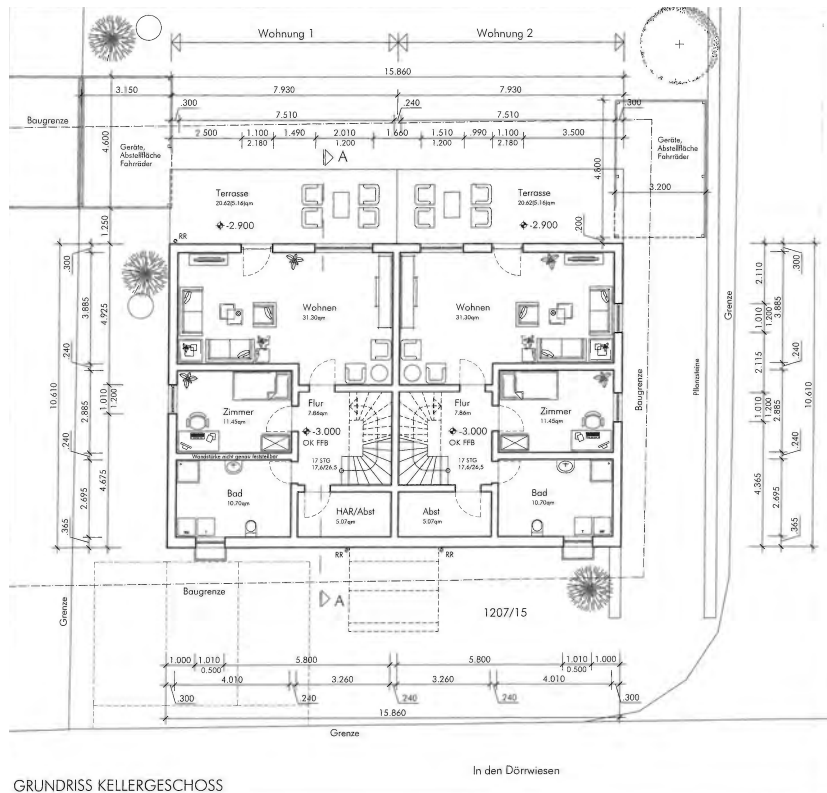 Wohnung 1
Wohnung 2
15.860
3.150
7.930
7.930
.300
.240
.300
7.510
7.510
Baugrenze
2.500
1.100
1.490
2.010
1.660
1.510
.990
1.100
3.500
2.180
1.200
1.200
2.180
4.600
4.800
A
Geräte,
Abstellfläche
Fahrräder
Geräte,
Abstellfläche
Fahrräder
3.200
Terrasse
20.62(5.16)qm
-2.900
Terrasse
20.62(5.16)qm
-2.900
1.250
.200
RR
.300
3.885
4.925
.240
10.610
2.885
1.010
1.200
.240
4.675
2.695
.365
Wohnen
31.30qm
Wohnen
31.30qm
Grenze
2.110
.300
1.010
1.200
3.885
2.115
.240
1.010
1.200
2.885
10.610
.240
4.365
2.695
.365
Baugrenze
Pflanzsteine
Zimmer
11.45qm
Flur
7.86qm
-3.000
OK FFB
17 STG
17,6/26,5
Flur
7.86m
-3.000
OK FFB
17 STG
17,6/26,5
Zimmer
11.45qm
Wandstärke nicht genau feststellbar
Bad
10.70qm
HAR/Abst
5.07qm
Abst
5.07qm
Bad
10.70qm
RR
RR
Baugrenze
A
1207/15
Grenze
1.000
1.010
5.800
5.800
1.010
1.000
0.500
0.500
4.010
3.260
3.260
4.010
.300
.240
.240
.240
.300
15.860
Grenze
In den Dörrwiesen
GRUNDRISS KELLERGESCHOSS